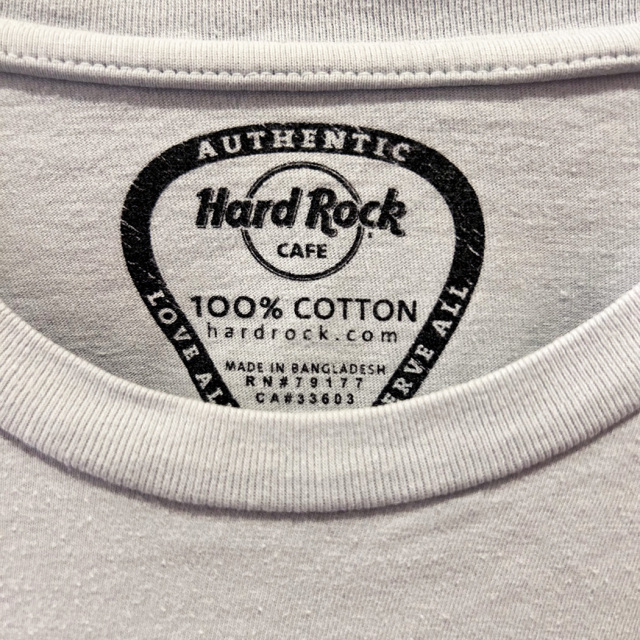 AUTHENTIC
Hard Rock
CAFE
100% COTTON
hardrock.com
MADE IN BANGLADESH
RN#79177
CA#33603
LOVE AL
ERVE ALL